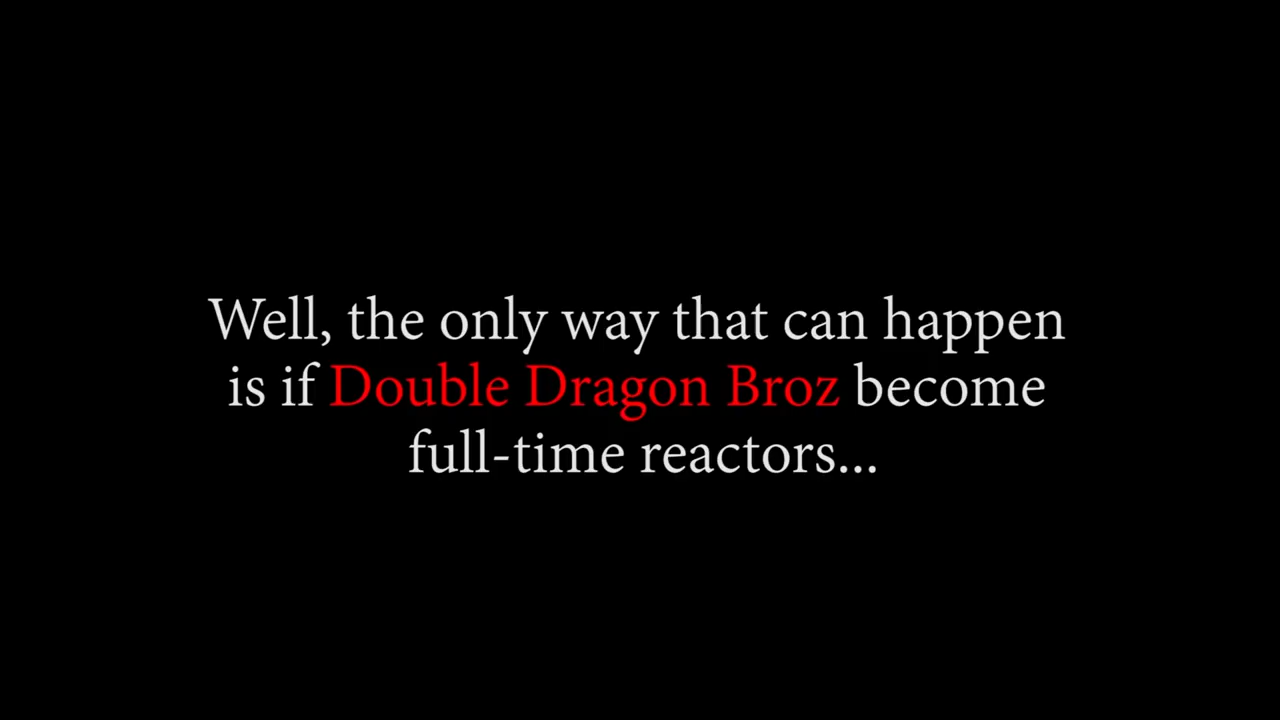 Well, the only way that can happen
is if Double Dragon Broz become
full-time reactors...